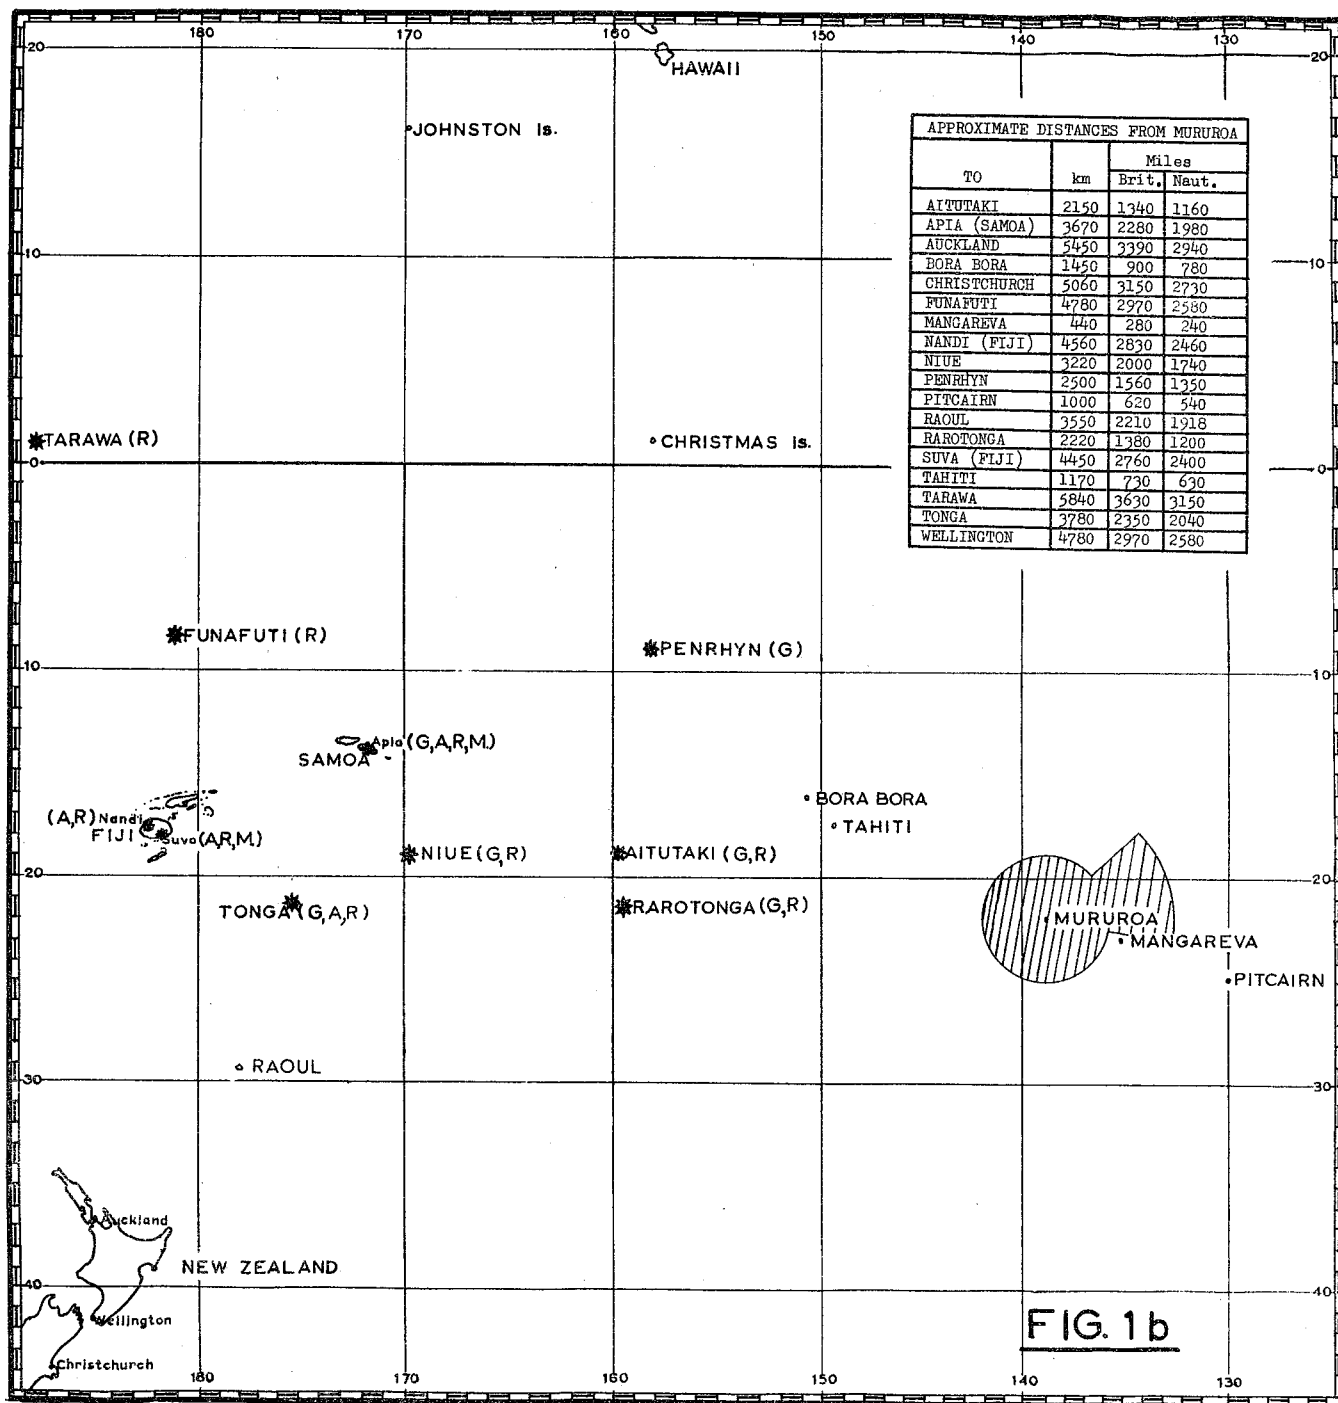 180 170 160 150 140 130
20 20
HAWAII
JOHNSTON Is.
APPROXIMATE DISTANCES FROM MURUROA
Miles
TO km Brit. Naut.
AITUTAKI 2150 1340 1160
APIA (SAMOA) 3670 2280 1980
AUCKLAND 5450 3390 2940
BORA BORA 1450 900 780
CHRISTCHURCH 5060 3150 2730
FUNAFUTI 4780 2970 2580
MANGAREVA 440 280 240
NANDI (FIJI) 4560 2830 2460
NIUE 3220 2000 1740
PENRHYN 2500 1560 1350
PITCAIRN 1000 620 540
RAOUL 3550 2210 1918
RAROTONGA 2220 1380 1200
SUVA (FIJI) 4450 2760 2400
TAHITI 1170 730 630
TARAWA 5840 3630 3150
TONGA 3780 2350 2040
WELLINGTON 4780 2970 2580
10 10
TARAWA (R)
CHRISTMAS Is.
0 0
FUNAFUTI (R)
PENRHYN (G)
10 10
Apia (G,A,R,M.)
SAMOA
BORA BORA
(A,R) Nandi
TAHITI
FIJI
Suva (A,R,M.)
NIUE (G,R)
AITUTAKI (G,R)
20 20
TONGA (G,A,R)
RAROTONGA (G,R)
MURUROA
MANGAREVA
PITCAIRN
RAOUL
30 30
Auckland
NEW ZEALAND
40 40
Wellington
FIG. 1b
Christchurch
180 170 160 150 140 130